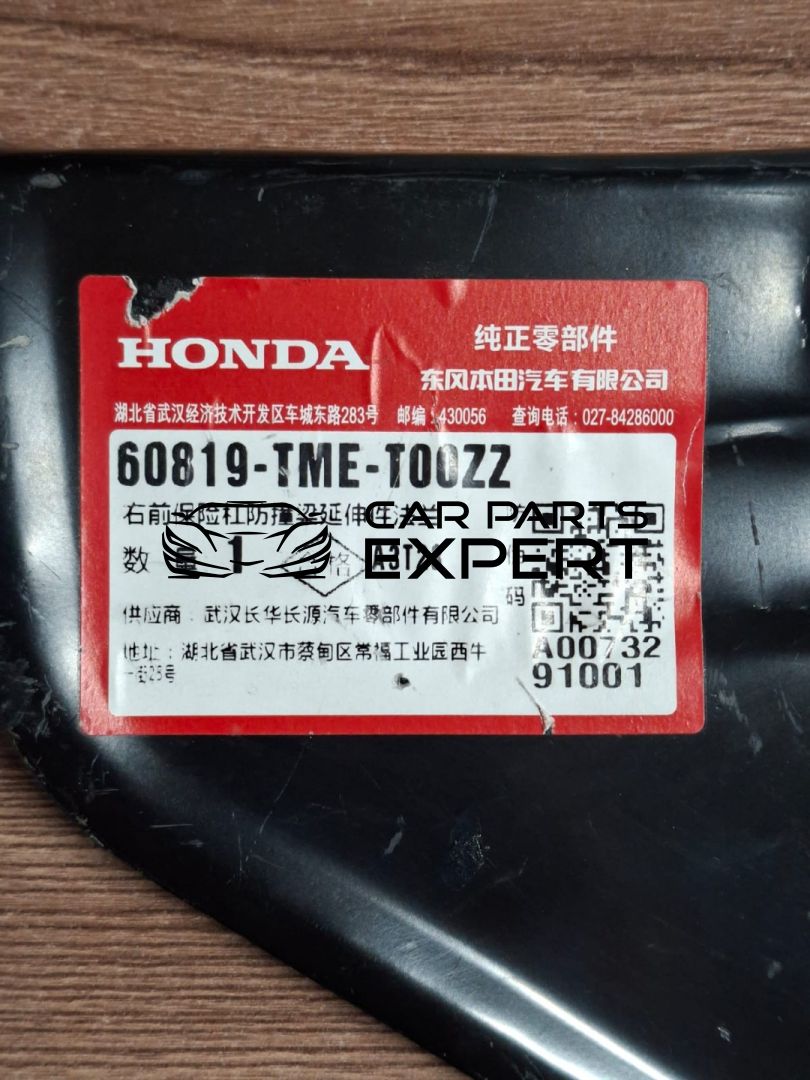 HONDA
纯正零部件
东风本田汽车有限公司
湖北省武汉经济技术开发区车城东路283号 邮编:430056 查询电话:027-84286000
60819-TME-T00ZZ
右前保险杠防撞梁延伸件
CAR PARTS
数量 1 格 A3T
EXPERT
码
供应商:武汉长华长源汽车零部件有限公司
地址:湖北省武汉市蔡甸区常福工业园西牛
一街25号
A00732
91001